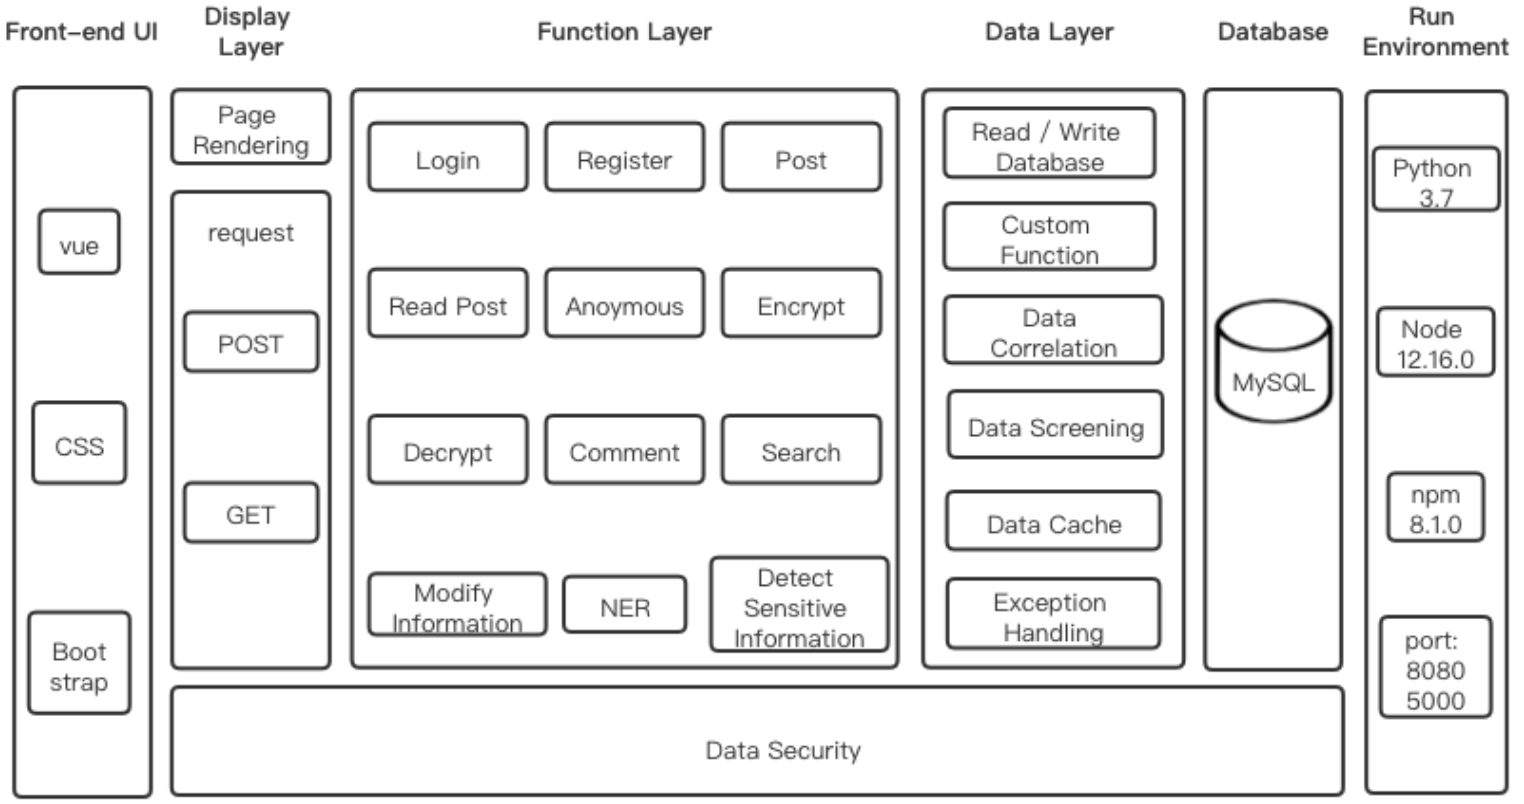 Front-end UI
Display
Layer
Function Layer
Data Layer
Database
Run
Environment
vue
CSS
Boot
strap
Page
Rendering
request
POST
GET
Login
Register
Post
Read Post
Anoymous
Encrypt
Decrypt
Comment
Search
Modify
Information
NER
Detect
Sensitive
Information
Read / Write
Database
Custom
Function
Data
Correlation
Data Screening
Data Cache
Exception
Handling
MySQL
Python
3.7
Node
12.16.0
npm
8.1.0
port:
8080
5000
Data Security